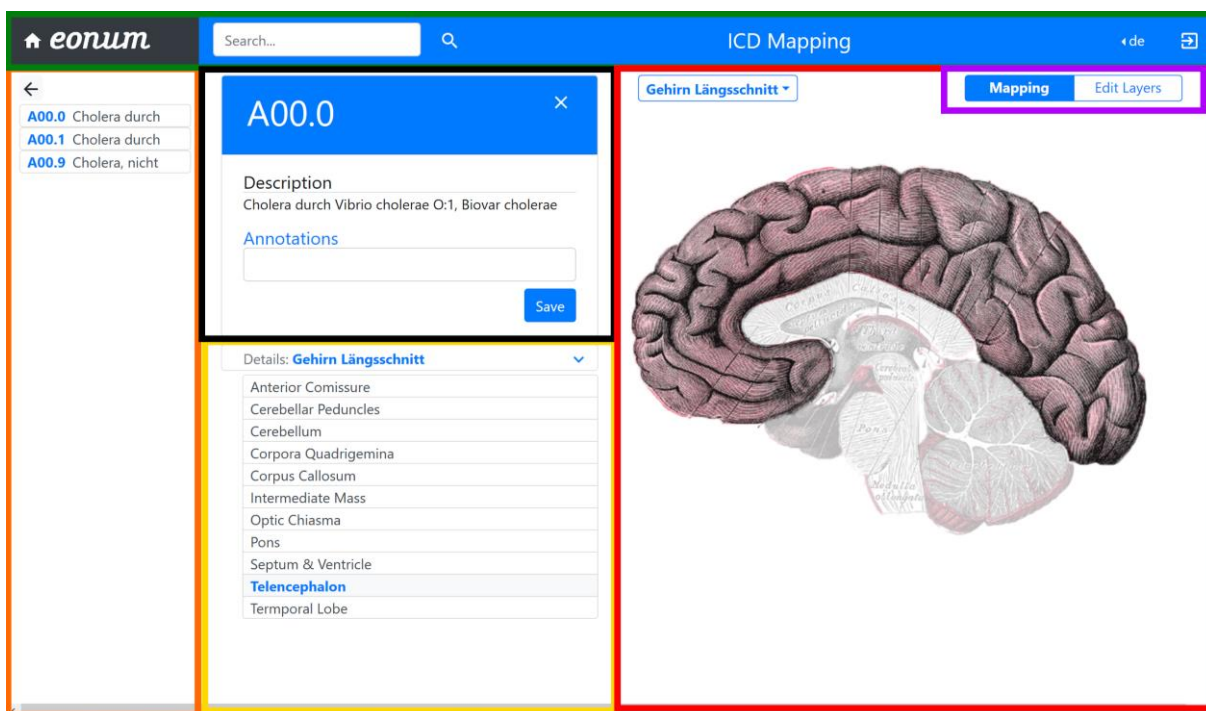 eonum
Search...
ICD Mapping
de
A00.0 Cholera durch
A00.1 Cholera durch
A00.9 Cholera, nicht
A00.0
Description
Cholera durch Vibrio cholerae O:1, Biovar cholerae
Annotations
Save
Details: Gehirn Längsschnitt
Anterior Comissure
Cerebellar Peduncles
Cerebellum
Corpora Quadrigemina
Corpus Callosum
Intermediate Mass
Optic Chiasma
Pons
Septum & Ventricle
Telencephalon
Termporal Lobe
Gehirn Längsschnitt
Mapping
Edit Layers
Corpus Callosum
Pons
Medulla